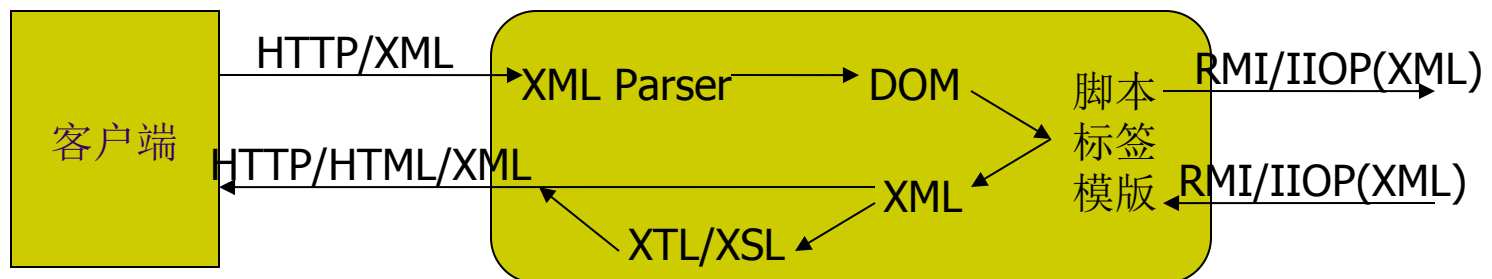 HTTP/XML
XML Parser
DOM
脚本
标签
模版
RMI/IIOP(XML)
客户端
HTTP/HTML/XML
XML
RMI/IIOP(XML)
XTL/XSL